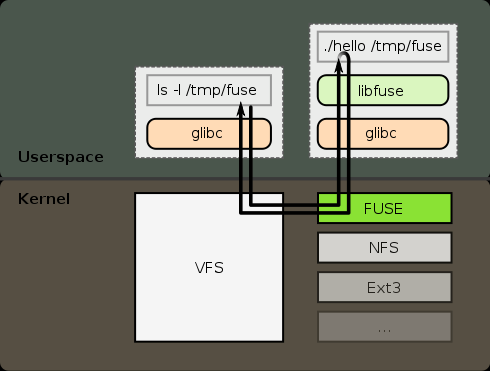 ./hello /tmp/fuse
ls -l /tmp/fuse
libfuse
glibc
glibc
Userspace
Kernel
FUSE
NFS
VFS
Ext3
...